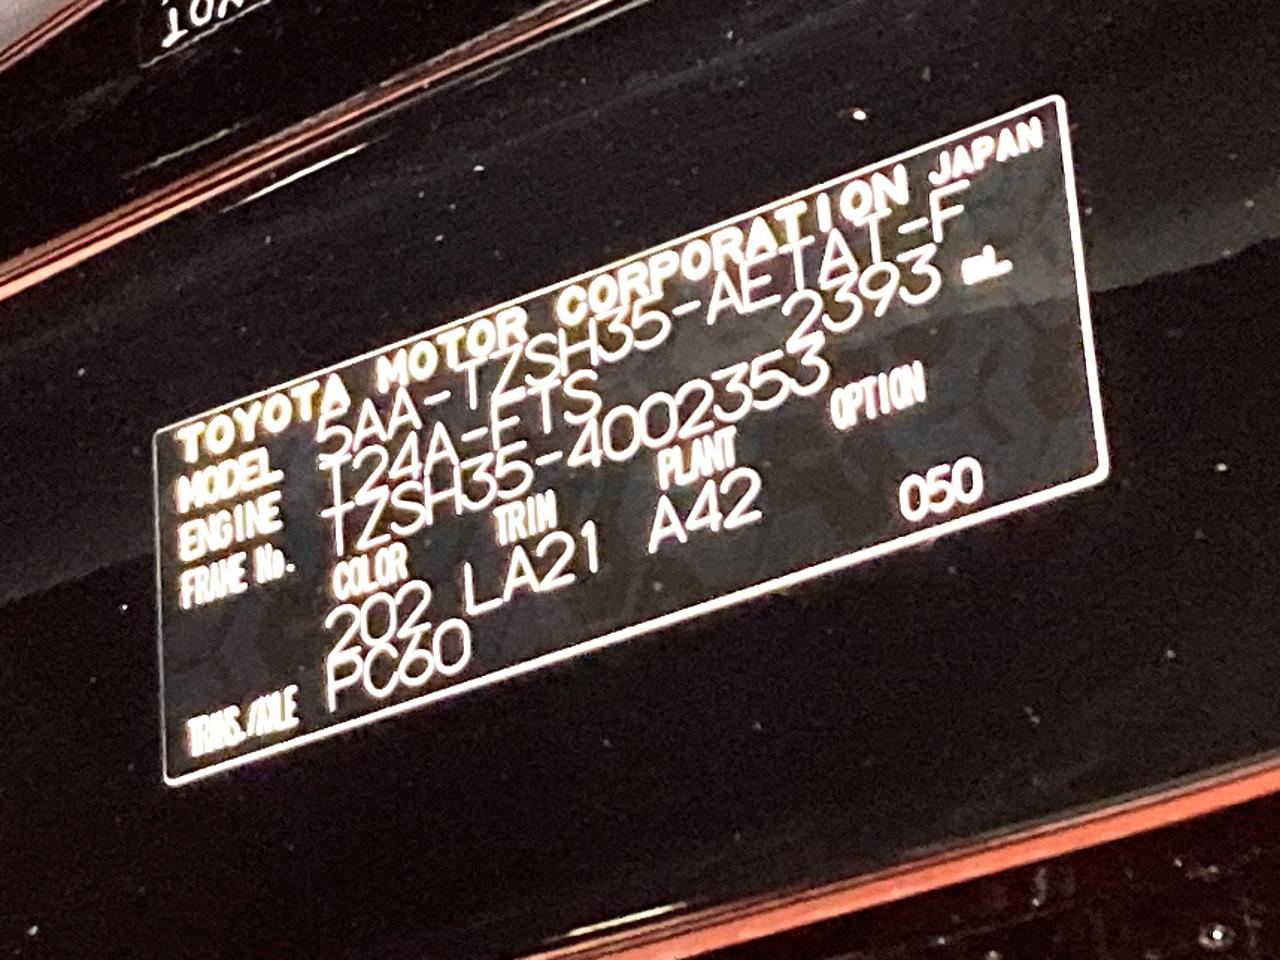 TOYOTA MOTOR CORPORATION JAPAN
MODEL 5AA-TZSH35-AETAT-F
ENGINE T24A-FTS 2393 mL
FRAME No. TZSH35-4002353
COLOR TRIM PLANT OPTION
202 LA21 A42 050
TRANS./AXLE PC60